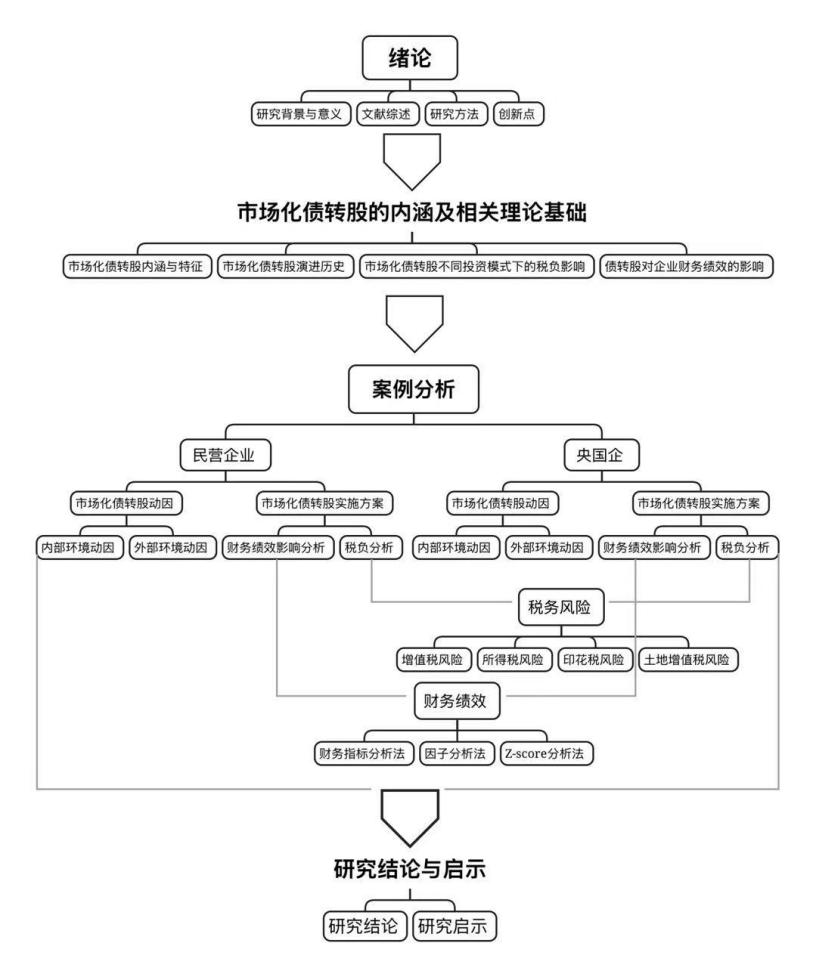 绪论
研究背景与意义 文献综述 研究方法 创新点
市场化债转股的内涵及相关理论基础
市场化债转股内涵与特征 市场化债转股演进历史 市场化债转股不同投资模式下的税负影响 债转股对企业财务绩效的影响
案例分析
民营企业 央国企
市场化债转股动因 市场化债转股实施方案 市场化债转股动因 市场化债转股实施方案
内部环境动因 外部环境动因 财务绩效影响分析 税负分析 内部环境动因 外部环境动因 财务绩效影响分析 税负分析
税务风险
增值税风险 所得税风险 印花税风险 土地增值税风险
财务绩效
财务指标分析法 因子分析法 Z-score分析法
研究结论与启示
研究结论 研究启示